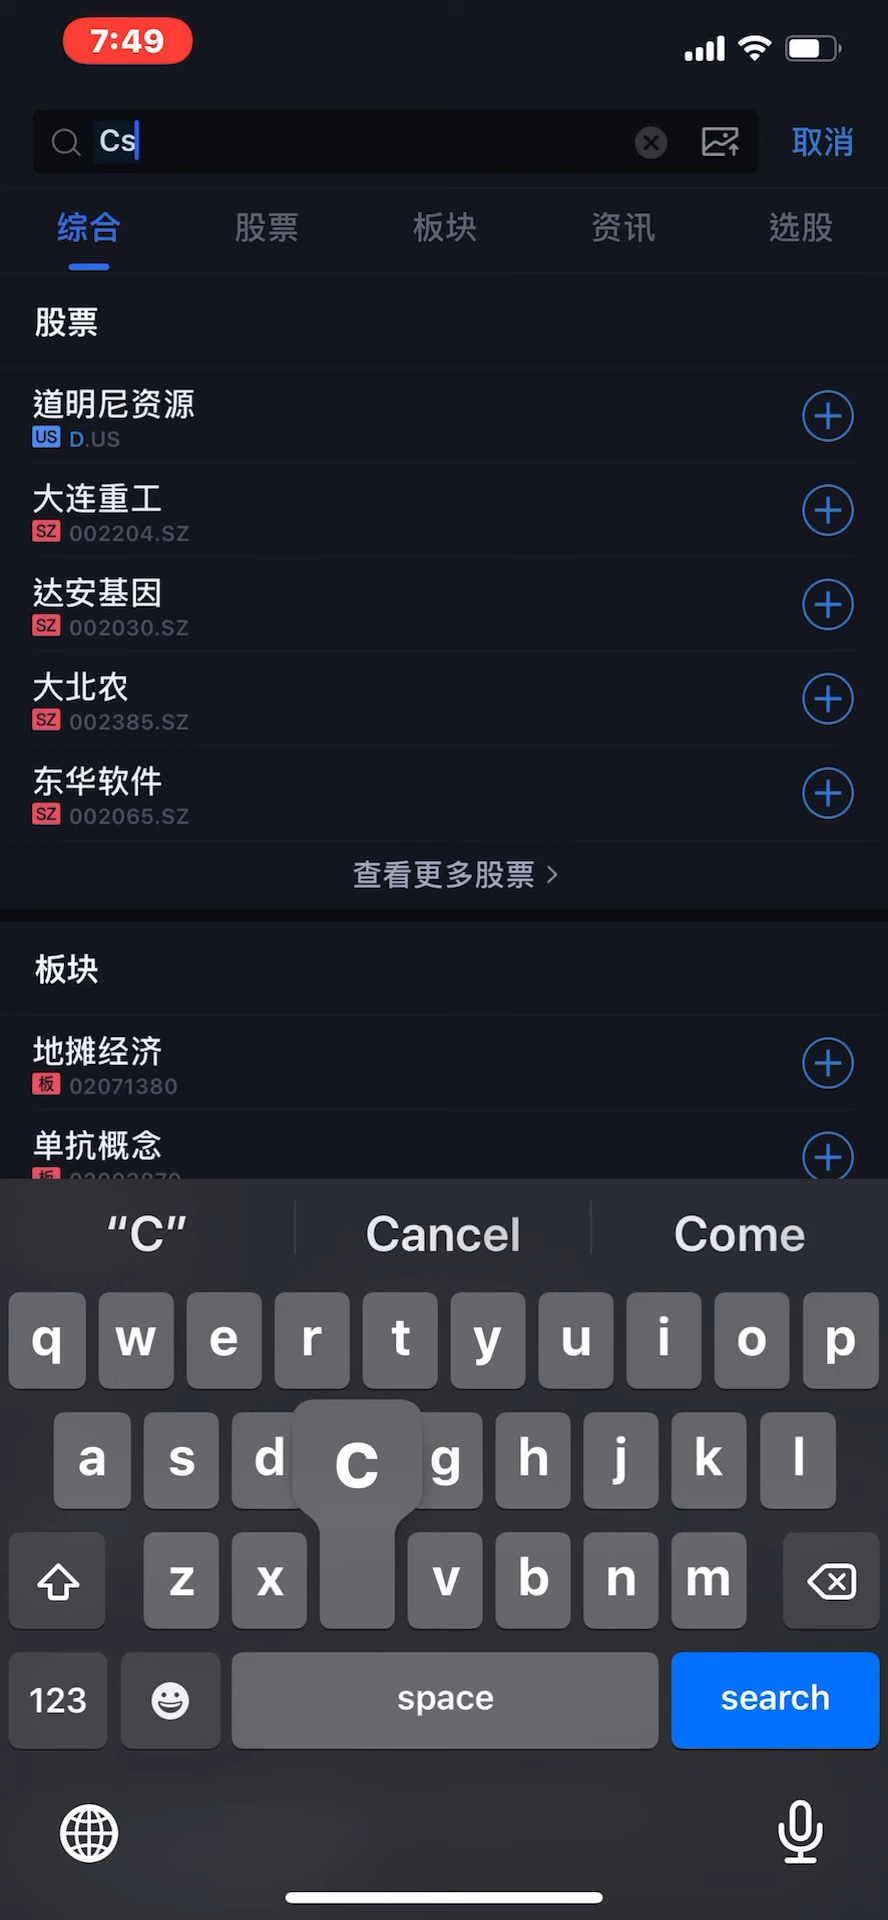 7:49
Cs
取消
综合 股票 板块 资讯 选股
股票
道明尼资源
US D.US
大连重工
SZ 002204.SZ
达安基因
SZ 002030.SZ
大北农
SZ 002385.SZ
东华软件
SZ 002065.SZ
查看更多股票 >
板块
地摊经济
板 02071380
单抗概念
“C” Cancel Come
q w e r t y u i o p
a s d c g h j k l
z x v b n m
123 space search